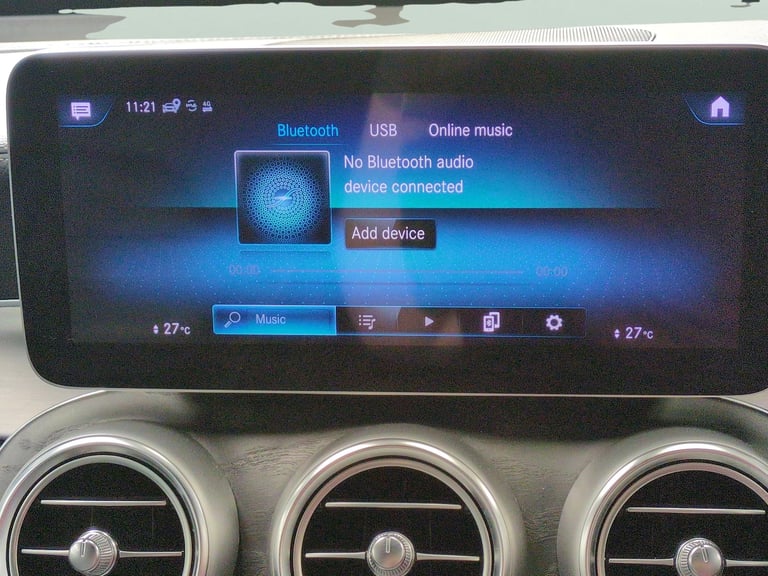 11:21
4G
Bluetooth USB Online music
No Bluetooth audio
device connected
Add device
00:00 00:00
Music
27°C
27°C